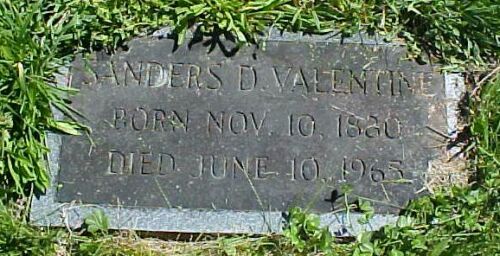 SANDERS D. VALENTINE
BORN NOV. 10, 1880
DIED JUNE 10, 1965